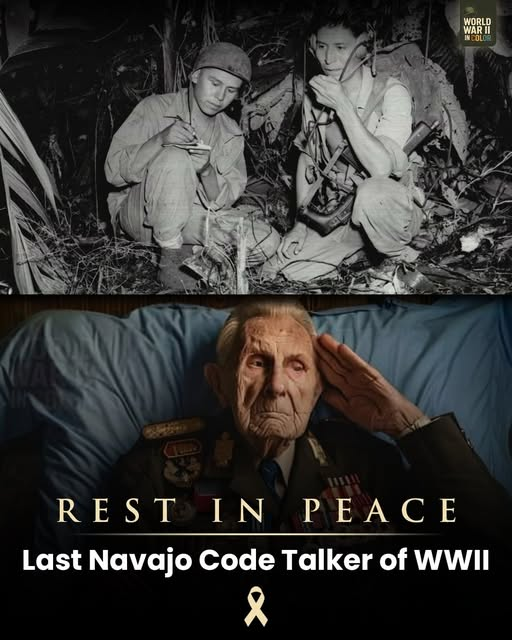 WORLD
WAR II
IN COLOR
REST IN PEACE
Last Navajo Code Talker of WWII